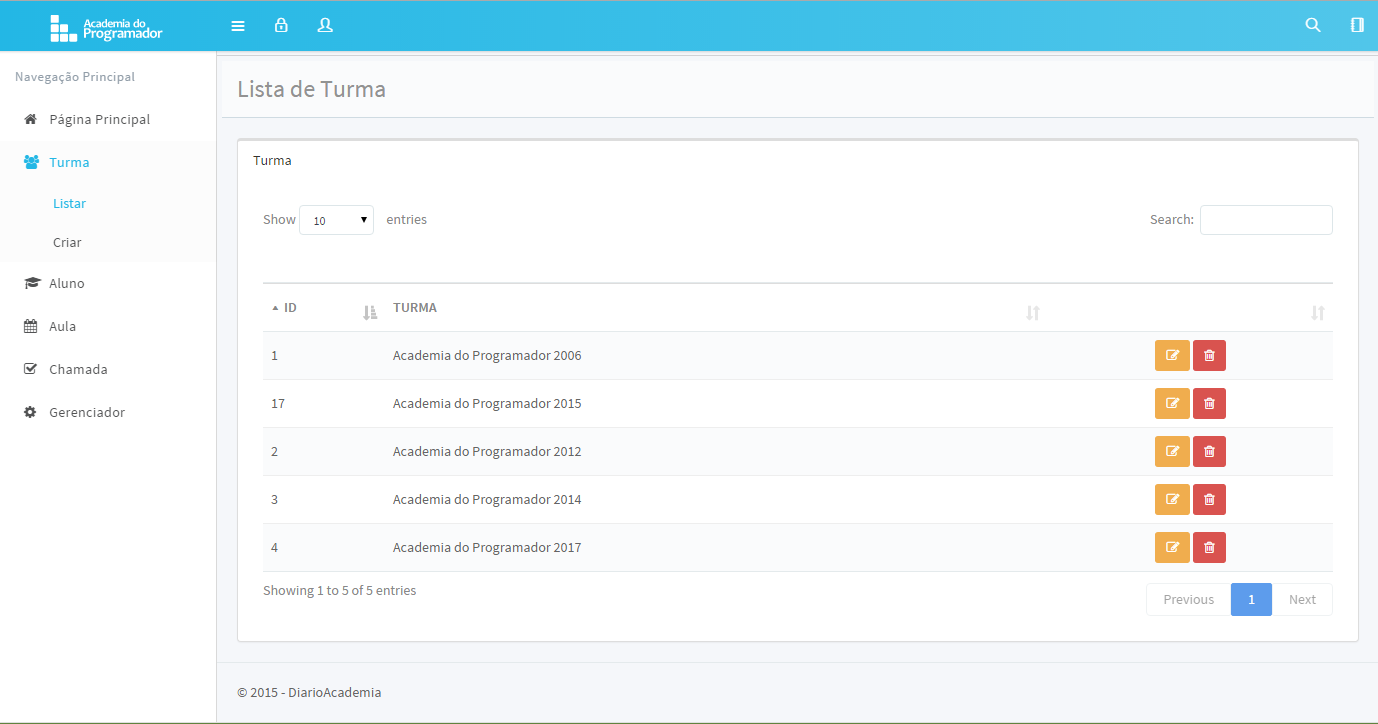 Academia do
Programador
Navegação Principal
Página Principal
Turma
Listar
Criar
Aluno
Aula
Chamada
Gerenciador
Lista de Turma
Turma
Show 10 entries
Search:
ID TURMA
1 Academia do Programador 2006
17 Academia do Programador 2015
2 Academia do Programador 2012
3 Academia do Programador 2014
4 Academia do Programador 2017
Showing 1 to 5 of 5 entries
Previous 1 Next
© 2015 - DiarioAcademia